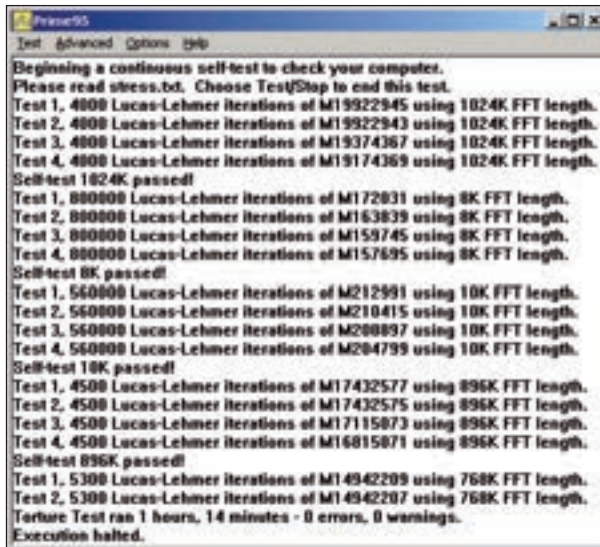 Prime95
Test Advanced Options Help
Beginning a continuous self-test to check your computer.
Please read stress.txt. Choose Test/Stop to end this test.
Test 1, 4000 Lucas-Lehmer iterations of M19922945 using 1024K FFT length.
Test 2, 4000 Lucas-Lehmer iterations of M19922943 using 1024K FFT length.
Test 3, 4000 Lucas-Lehmer iterations of M19374367 using 1024K FFT length.
Test 4, 4000 Lucas-Lehmer iterations of M19174369 using 1024K FFT length.
Self-test 1024K passed!
Test 1, 800000 Lucas-Lehmer iterations of M172031 using 8K FFT length.
Test 2, 800000 Lucas-Lehmer iterations of M163839 using 8K FFT length.
Test 3, 800000 Lucas-Lehmer iterations of M159745 using 8K FFT length.
Test 4, 800000 Lucas-Lehmer iterations of M157695 using 8K FFT length.
Self-test 8K passed!
Test 1, 560000 Lucas-Lehmer iterations of M212991 using 10K FFT length.
Test 2, 560000 Lucas-Lehmer iterations of M210415 using 10K FFT length.
Test 3, 560000 Lucas-Lehmer iterations of M208897 using 10K FFT length.
Test 4, 560000 Lucas-Lehmer iterations of M204799 using 10K FFT length.
Self-test 10K passed!
Test 1, 4500 Lucas-Lehmer iterations of M17432577 using 896K FFT length.
Test 2, 4500 Lucas-Lehmer iterations of M17432575 using 896K FFT length.
Test 3, 4500 Lucas-Lehmer iterations of M17115073 using 896K FFT length.
Test 4, 4500 Lucas-Lehmer iterations of M16815071 using 896K FFT length.
Self-test 896K passed!
Test 1, 5300 Lucas-Lehmer iterations of M14942209 using 768K FFT length.
Test 2, 5300 Lucas-Lehmer iterations of M14942207 using 768K FFT length.
Torture Test ran 1 hours, 14 minutes - 0 errors, 0 warnings.
Execution halted.